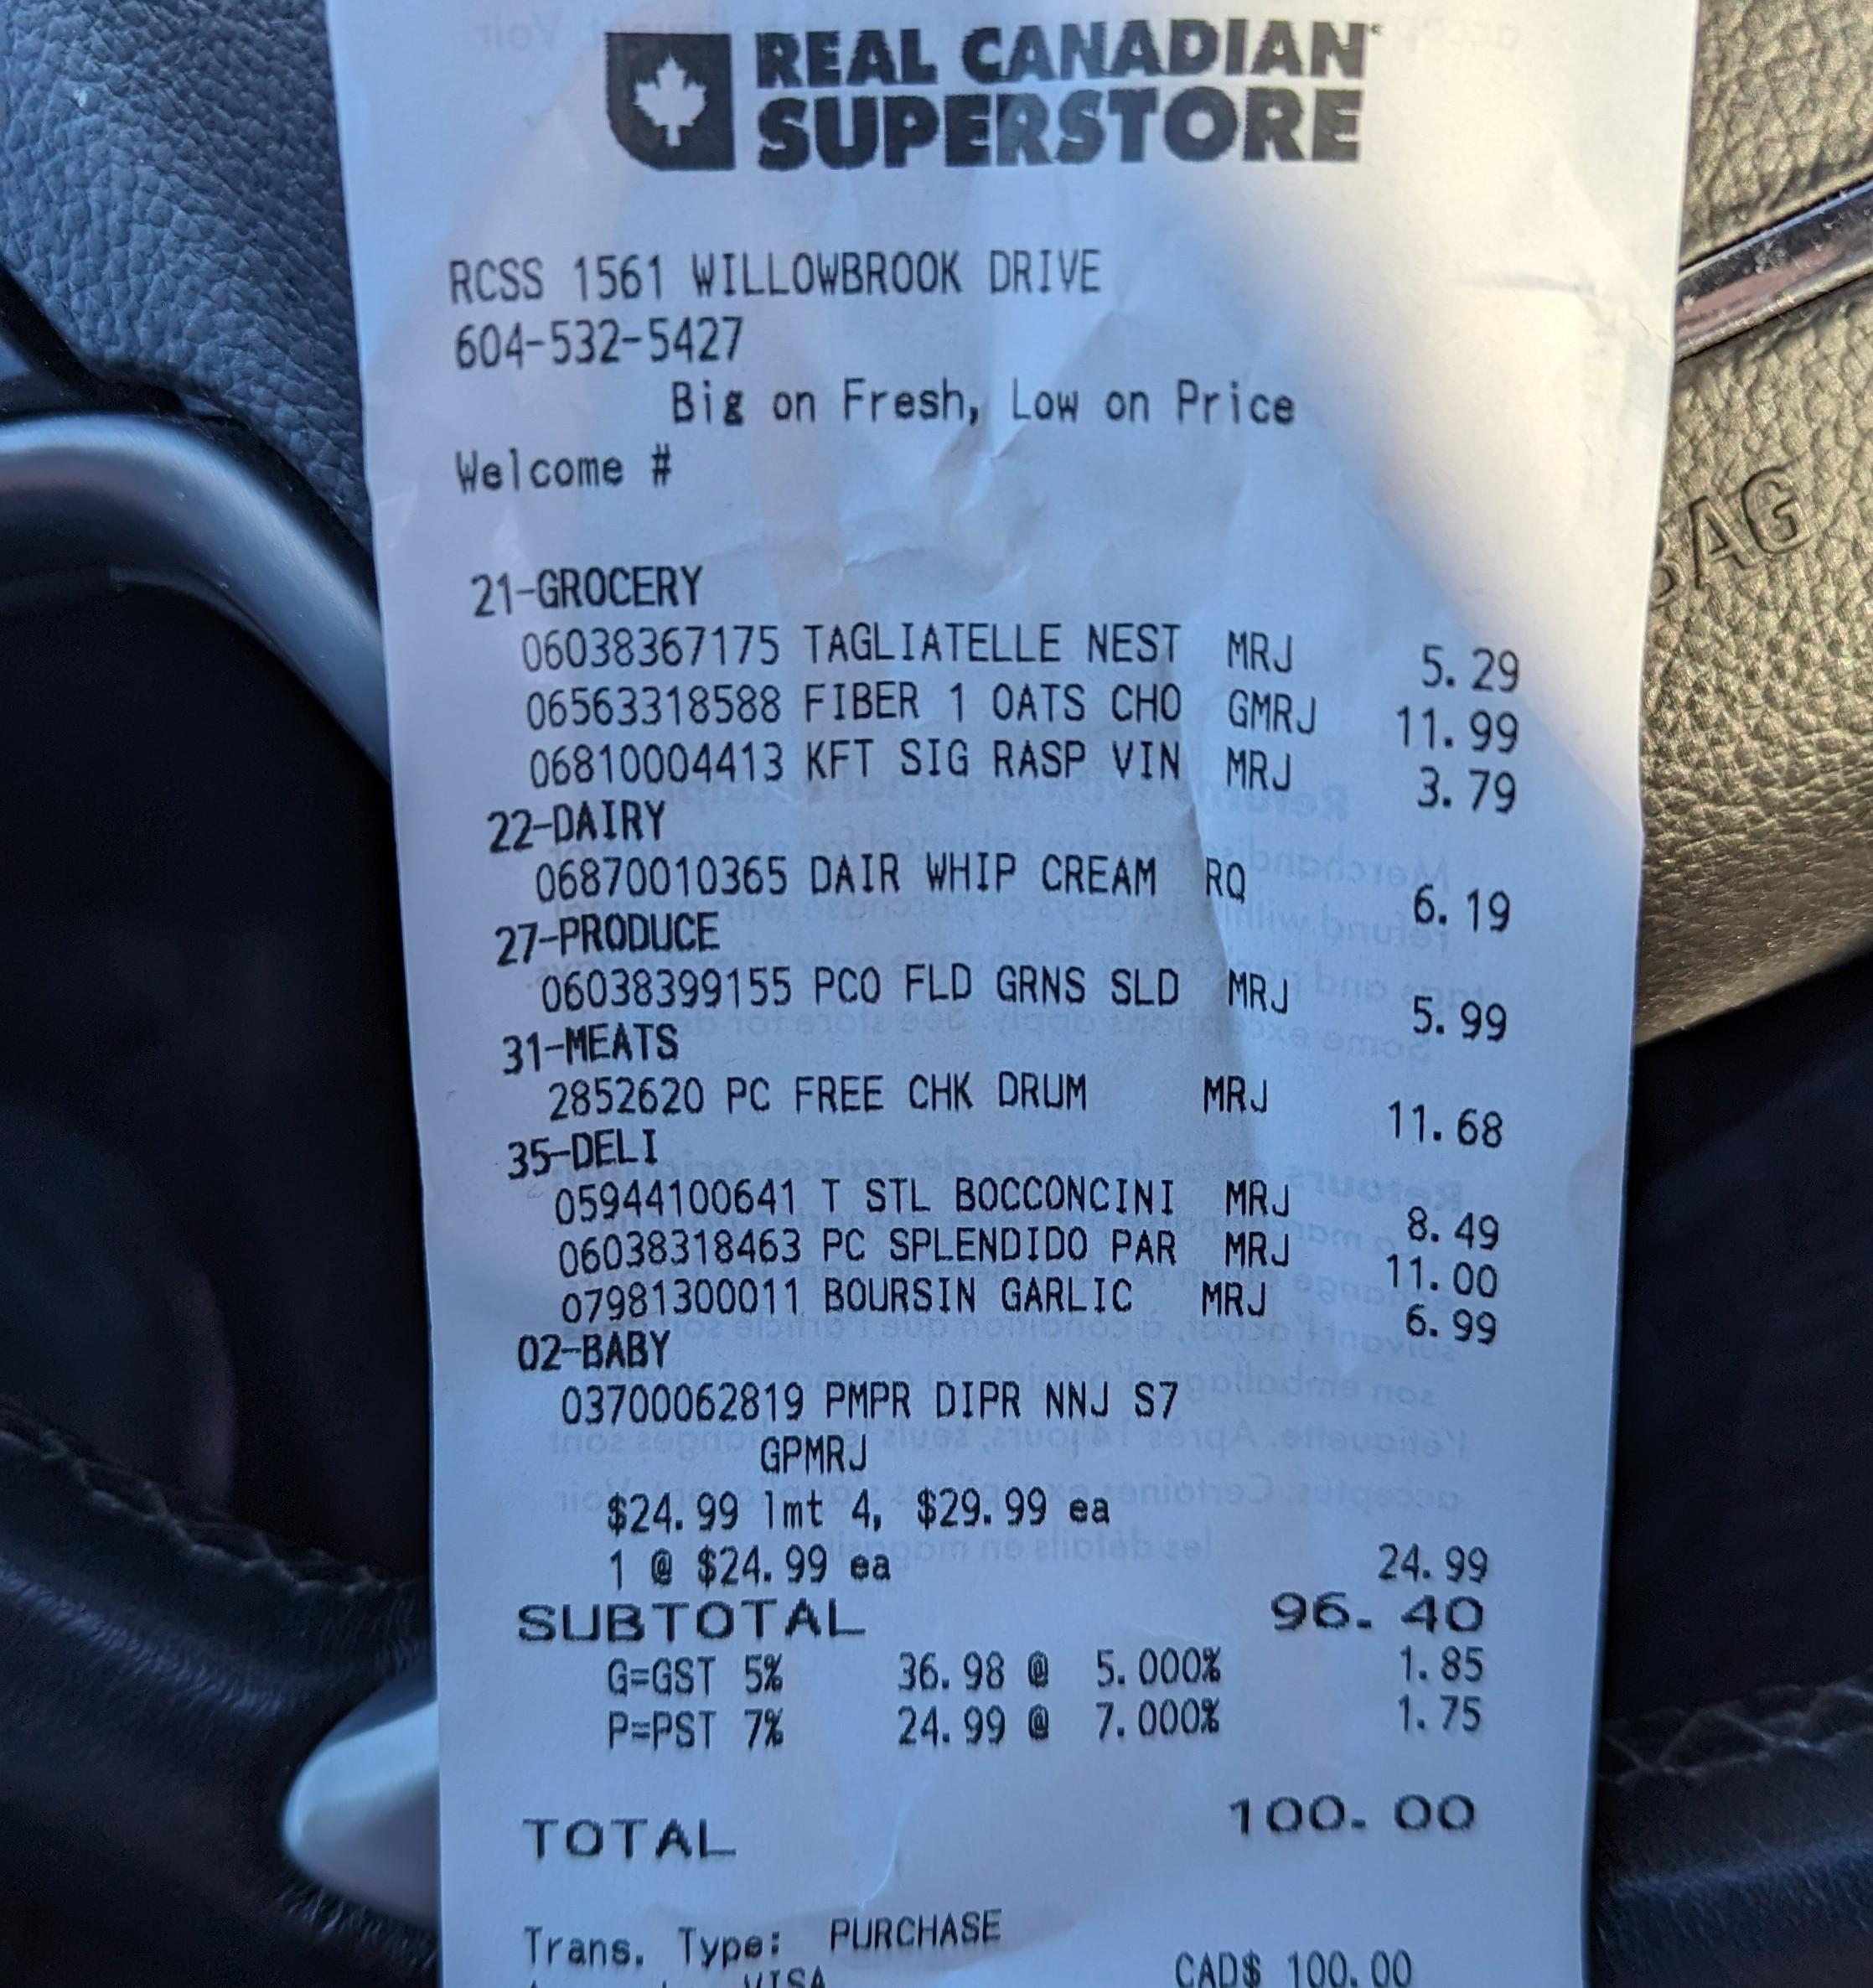 REAL CANADIAN
SUPERSTORE
RCSS 1561 WILLOWBROOK DRIVE
604-532-5427
Big on Fresh, Low on Price
Welcome #
21-GROCERY
06038367175 TAGLIATELLE NEST MRJ 5.29
06563318588 FIBER 1 OATS CHO GMRJ 11.99
06810004413 KFT SIG RASP VIN MRJ 3.79
22-DAIRY
06870010365 DAIR WHIP CREAM RQ 6.19
27-PRODUCE
06038399155 PCO FLD GRNS SLD MRJ 5.99
31-MEATS
2852620 PC FREE CHK DRUM MRJ 11.68
35-DELI
05944100641 T STL BOCCONCINI MRJ 8.49
06038318463 PC SPLENDIDO PAR MRJ 11.00
07981300011 BOURSIN GARLIC MRJ 6.99
02-BABY
03700062819 PMPR DIPR NNJ S7
GPMRJ
$24.99 lmt 4, $29.99 ea
1 @ $24.99 ea 24.99
SUBTOTAL 96.40
G=GST 5% 36.98 @ 5.000% 1.85
P=PST 7% 24.99 @ 7.000% 1.75
TOTAL 100.00
Trans. Type: PURCHASE
VISA CAD$ 100.00
BAG